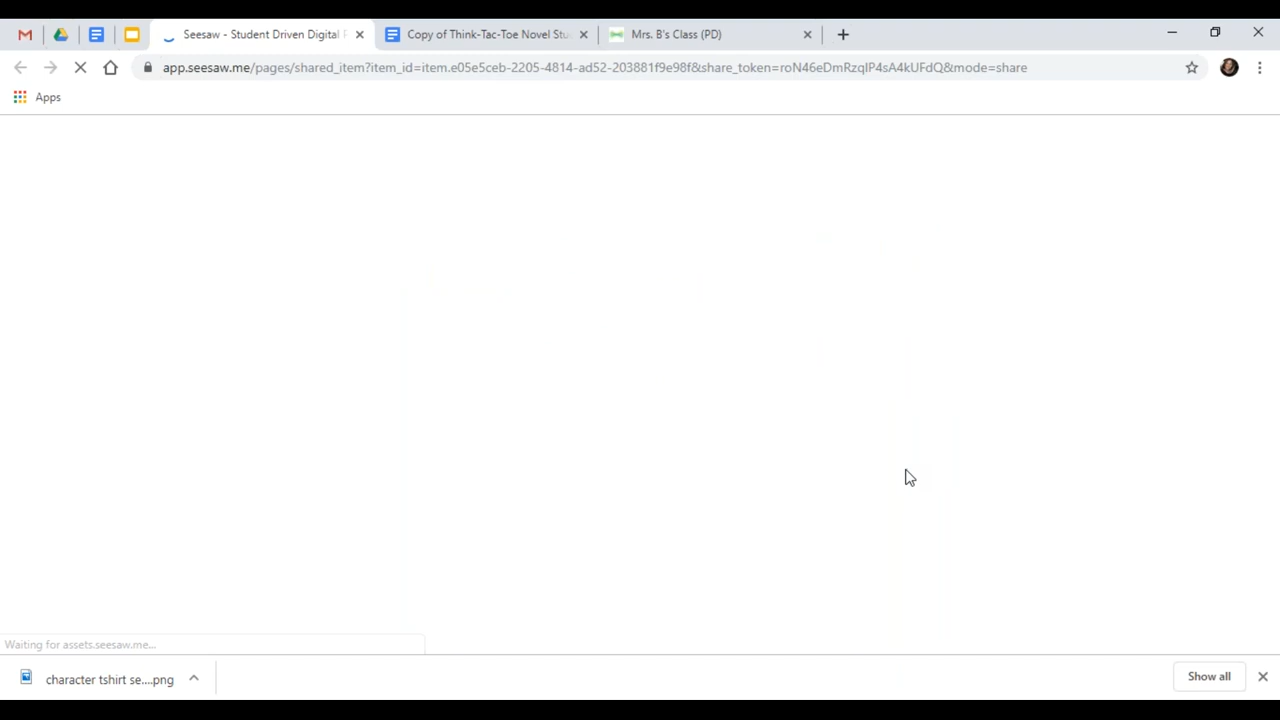 Seesaw - Student Driven Digital
Copy of Think-Tac-Toe Novel Stu
Mrs. B's Class (PD)
app.seesaw.me/pages/shared_item?item_id=item.e05e5ceb-2205-4814-ad52-203881f9e98f&share_token=roN46eDmRzqIP4sA4kUFdQ&mode=share
Apps
Waiting for assets.seesaw.me...
character tshirt se....png
Show all